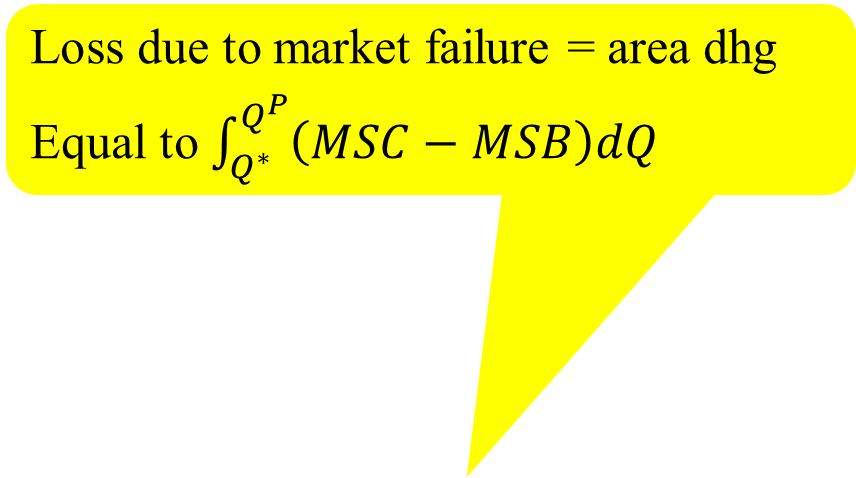 Loss due to market failure = area dhg
Equal to ∫_{Q*}^{Q^P} (MSC − MSB)dQ